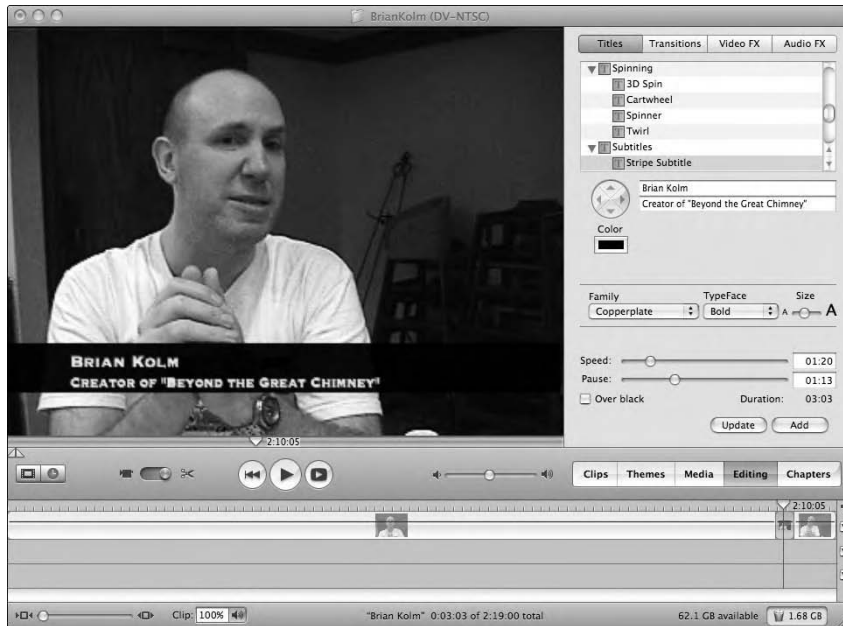 BrianKolm (DV-NTSC)
Titles Transitions Video FX Audio FX
Spinning
3D Spin
Cartwheel
Spinner
Twirl
Subtitles
Stripe Subtitle
Brian Kolm
Creator of "Beyond the Great Chimney"
Color
Family TypeFace Size
Copperplate Bold A A
BRIAN KOLM
CREATOR OF "BEYOND THE GREAT CHIMNEY"
Speed: 01:20
Pause: 01:13
Over black Duration: 03:03
Update Add
2:10:05
Clips Themes Media Editing Chapters
2:10:05
Clip: 100% "Brian Kolm" 0:03:03 of 2:19:00 total 62.1 GB available 1.68 GB